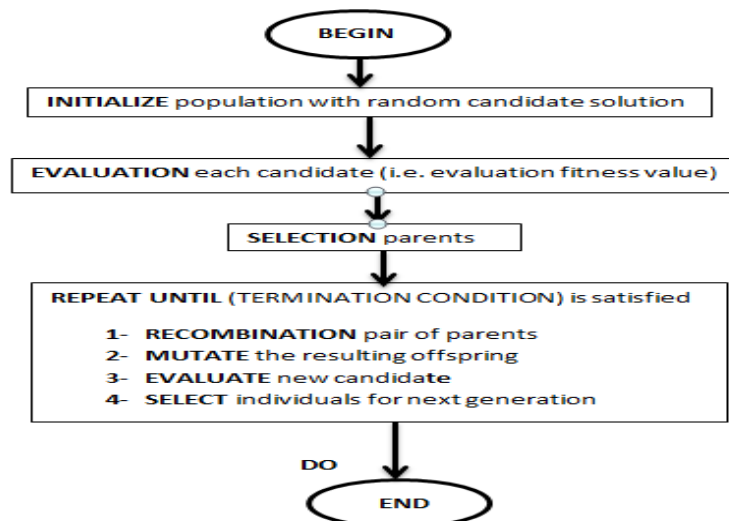 BEGIN
INITIALIZE population with random candidate solution
EVALUATION each candidate (i.e. evaluation fitness value)
SELECTION parents
REPEAT UNTIL (TERMINATION CONDITION) is satisfied
1- RECOMBINATION pair of parents
2- MUTATE the resulting offspring
3- EVALUATE new candidate
4- SELECT individuals for next generation
DO
END